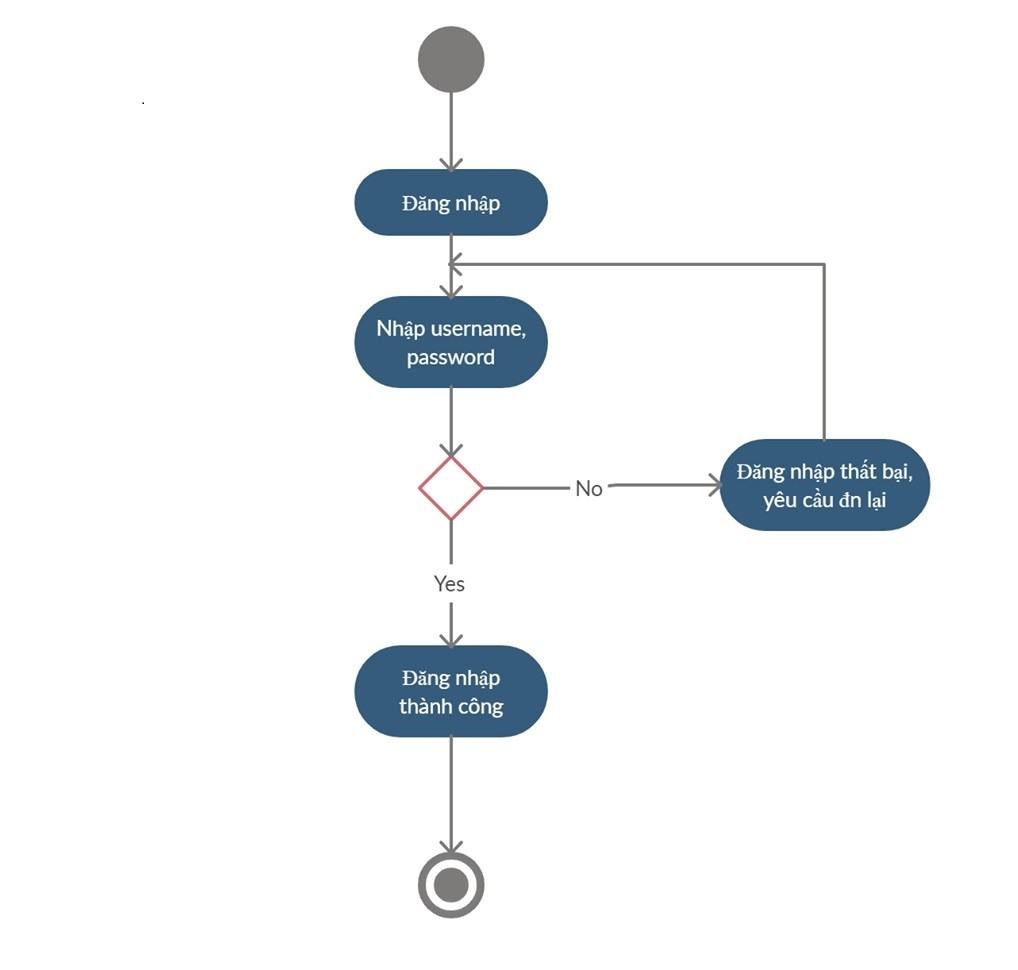 Đăng nhập
Nhập username,
password
No
Đăng nhập thất bại,
yêu cầu đn lại
Yes
Đăng nhập
thành công